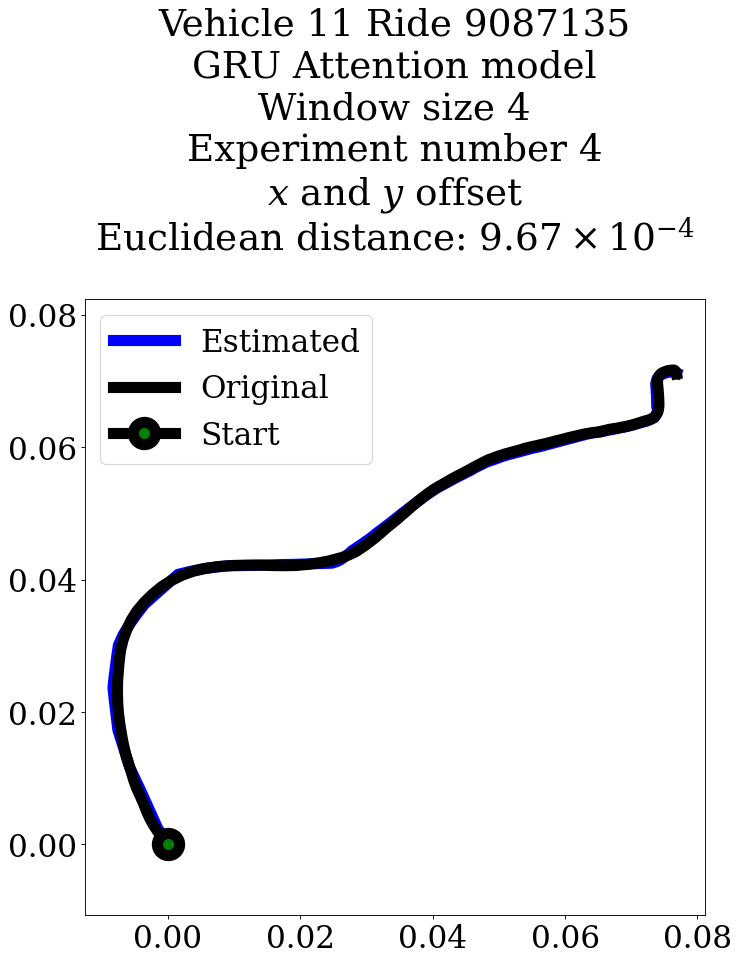 Vehicle 11 Ride 9087135
GRU Attention model
Window size 4
Experiment number 4
x and y offset
Euclidean distance: 9.67 × 10⁻⁴
0.08
0.06
0.04
0.02
0.00
Estimated
Original
Start
0.00 0.02 0.04 0.06 0.08